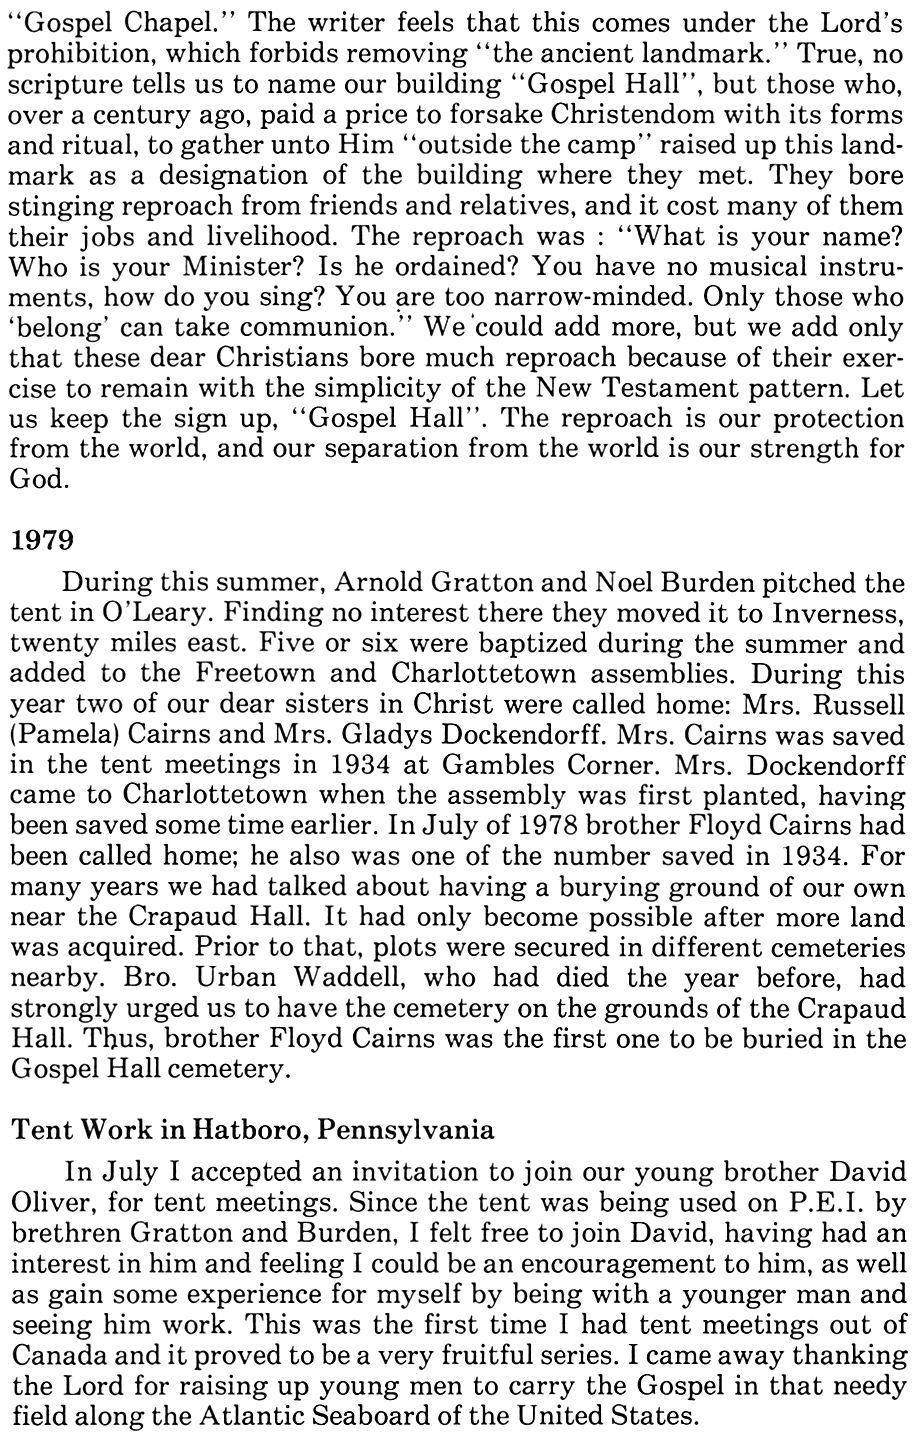 “Gospel Chapel.” The writer feels that this comes under the Lord’s
prohibition, which forbids removing “the ancient landmark.” True, no
scripture tells us to name our building “Gospel Hall”, but those who,
over a century ago, paid a price to forsake Christendom with its forms
and ritual, to gather unto Him “outside the camp” raised up this land-
mark as a designation of the building where they met. They bore
stinging reproach from friends and relatives, and it cost many of them
their jobs and livelihood. The reproach was : “What is your name?
Who is your Minister? Is he ordained? You have no musical instru-
ments, how do you sing? You are too narrow-minded. Only those who
‘belong’ can take communion.” We could add more, but we add only
that these dear Christians bore much reproach because of their exer-
cise to remain with the simplicity of the New Testament pattern. Let
us keep the sign up, “Gospel Hall”. The reproach is our protection
from the world, and our separation from the world is our strength for
God.
1979
During this summer, Arnold Gratton and Noel Burden pitched the
tent in O’Leary. Finding no interest there they moved it to Inverness,
twenty miles east. Five or six were baptized during the summer and
added to the Freetown and Charlottetown assemblies. During this
year two of our dear sisters in Christ were called home: Mrs. Russell
(Pamela) Cairns and Mrs. Gladys Dockendorff. Mrs. Cairns was saved
in the tent meetings in 1934 at Gambles Corner. Mrs. Dockendorff
came to Charlottetown when the assembly was first planted, having
been saved some time earlier. In July of 1978 brother Floyd Cairns had
been called home; he also was one of the number saved in 1934. For
many years we had talked about having a burying ground of our own
near the Crapaud Hall. It had only become possible after more land
was acquired. Prior to that, plots were secured in different cemeteries
nearby. Bro. Urban Waddell, who had died the year before, had
strongly urged us to have the cemetery on the grounds of the Crapaud
Hall. Thus, brother Floyd Cairns was the first one to be buried in the
Gospel Hall cemetery.
Tent Work in Hatboro, Pennsylvania
In July I accepted an invitation to join our young brother David
Oliver, for tent meetings. Since the tent was being used on P.E.I. by
brethren Gratton and Burden, I felt free to join David, having had an
interest in him and feeling I could be an encouragement to him, as well
as gain some experience for myself by being with a younger man and
seeing him work. This was the first time I had tent meetings out of
Canada and it proved to be a very fruitful series. I came away thanking
the Lord for raising up young men to carry the Gospel in that needy
field along the Atlantic Seaboard of the United States.